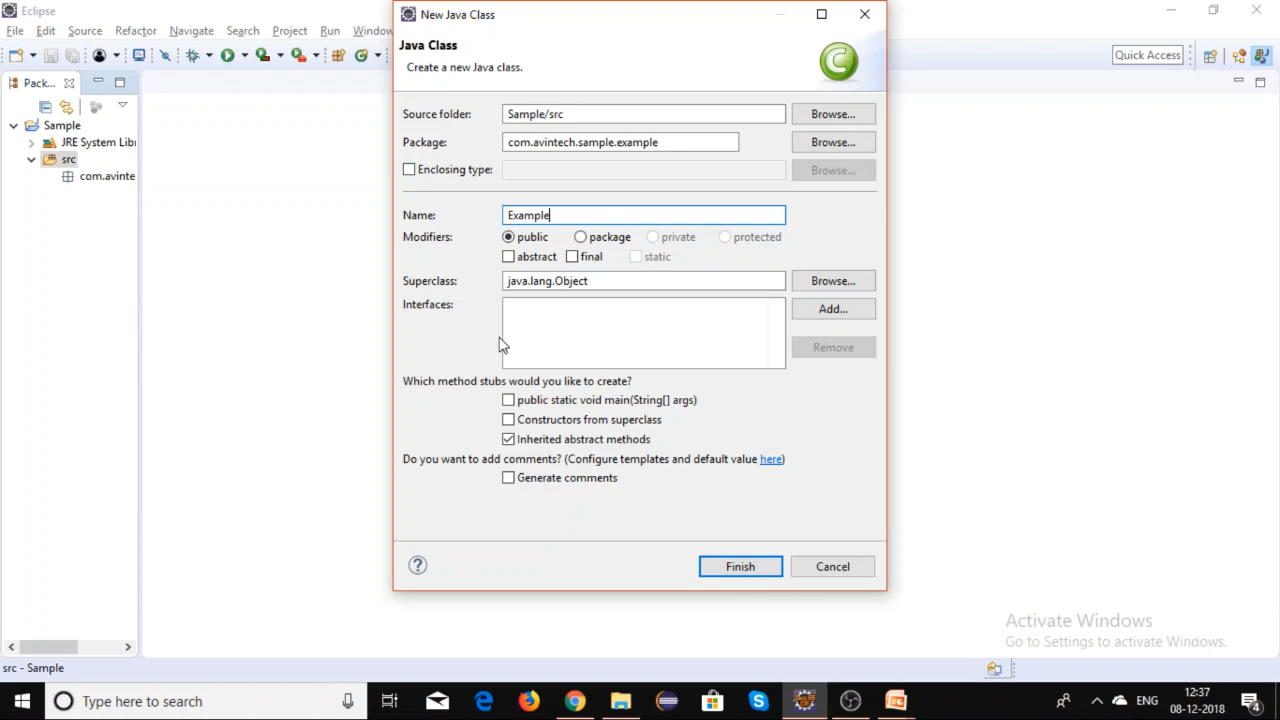 Eclipse
File Edit Source Refactor Navigate Search Project Run Window
Quick Access
Pack...
Sample
JRE System Libr
src
com.avinte
New Java Class
Java Class
Create a new Java class.
Source folder: Sample/src Browse...
Package: com.avintech.sample.example Browse...
Enclosing type: Browse...
Name: Example
Modifiers: public package private protected
abstract final static
Superclass: java.lang.Object Browse...
Interfaces: Add...
Remove
Which method stubs would you like to create?
public static void main(String[] args)
Constructors from superclass
Inherited abstract methods
Do you want to add comments? (Configure templates and default value here)
Generate comments
Finish Cancel
Activate Windows
Go to Settings to activate Windows.
src - Sample
Type here to search
ENG
12:37
08-12-2018
4